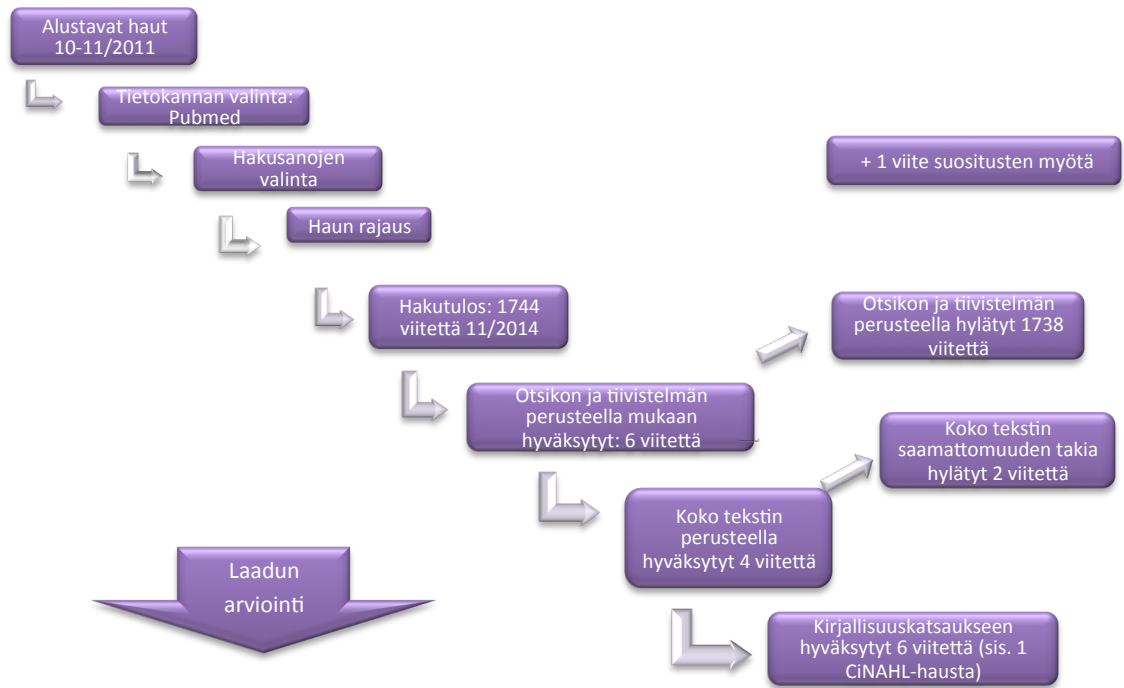 Alustavat haut
10-11/2011
Tietokannan valinta:
Pubmed
Hakusanojen
valinta
+ 1 viite suositusten myötä
Haun rajaus
Hakutulos: 1744
viitettä 11/2014
Otsikon ja tiivistelmän
perusteella hylätyt 1738
viitettä
Otsikon ja tiivistelmän
perusteella mukaan
hyväksytyt: 6 viitettä
Koko tekstin
saamattomuuden takia
hylätyt 2 viitettä
Koko tekstin
perusteella
hyväksytyt 4 viitettä
Laadun
arviointi
Kirjallisuuskatsaukseen
hyväksytyt 6 viitettä (sis. 1
CiNAHL-hausta)